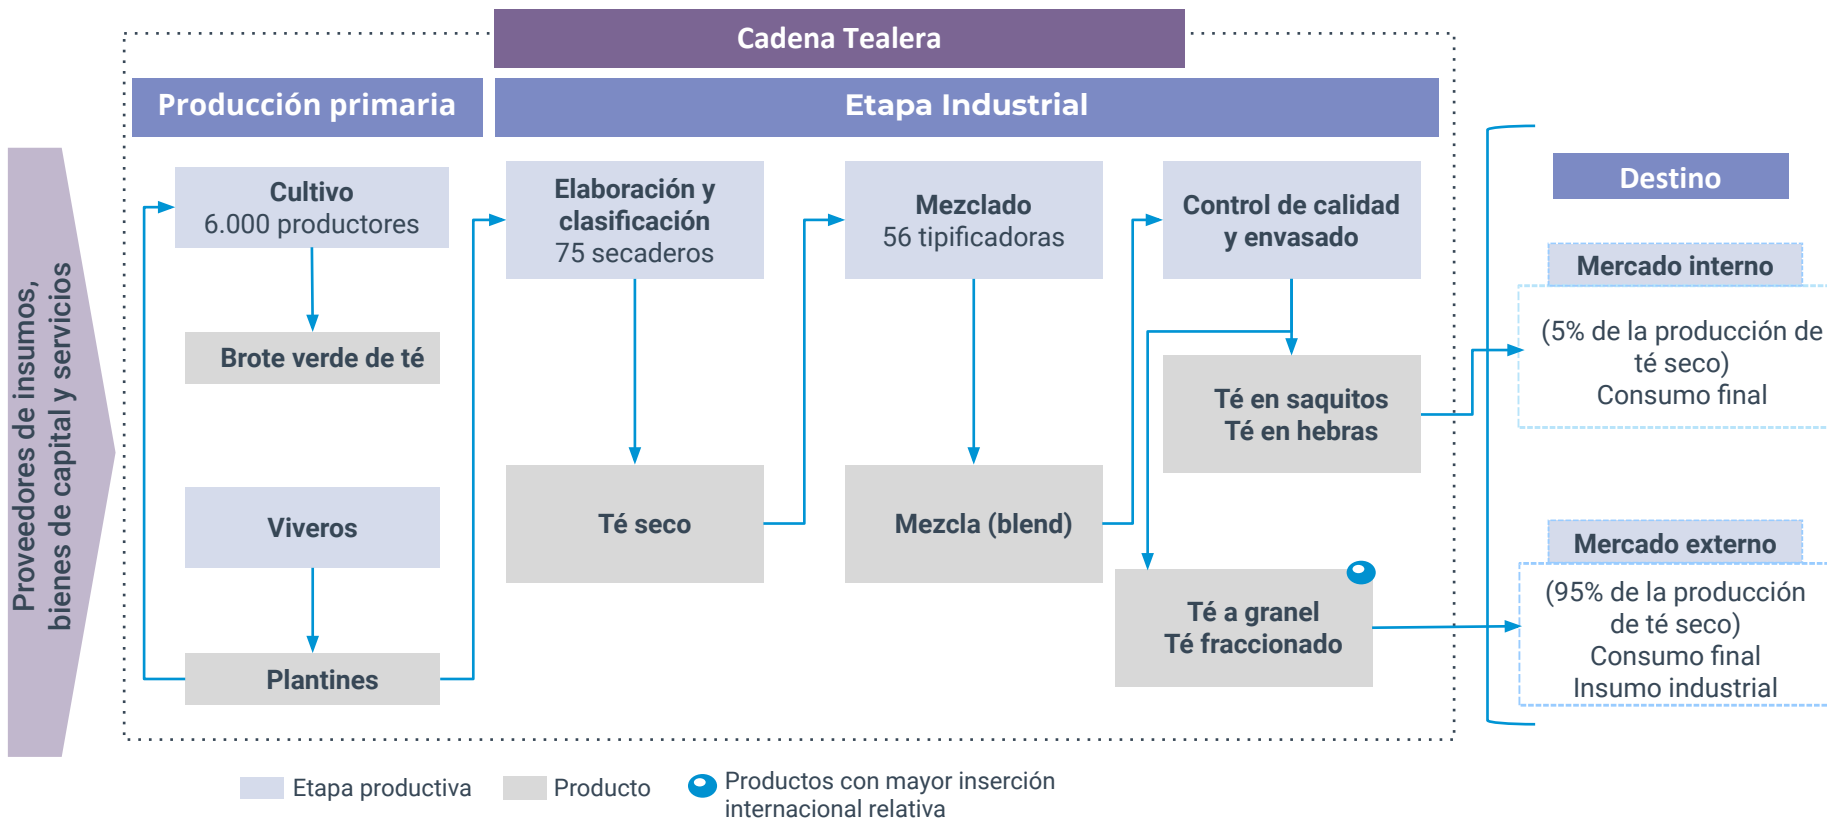 Cadena Tealera
Producción primaria
Etapa Industrial
Proveedores de insumos,
bienes de capital y servicios
Cultivo
6.000 productores
Brote verde de té
Viveros
Plantines
Elaboración y
clasificación
75 secaderos
Té seco
Mezclado
56 tipificadoras
Mezcla (blend)
Control de calidad
y envasado
Té en saquitos
Té en hebras
Té a granel
Té fraccionado
Destino
Mercado interno
(5% de la producción de
té seco)
Consumo final
Mercado externo
(95% de la producción
de té seco)
Consumo final
Insumo industrial
Etapa productiva
Producto
Productos con mayor inserción
internacional relativa